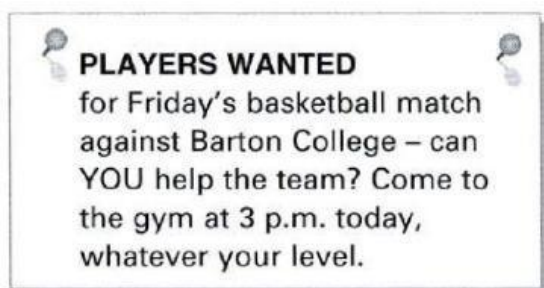 PLAYERS WANTED
for Friday's basketball match
against Barton College – can
YOU help the team? Come to
the gym at 3 p.m. today,
whatever your level.